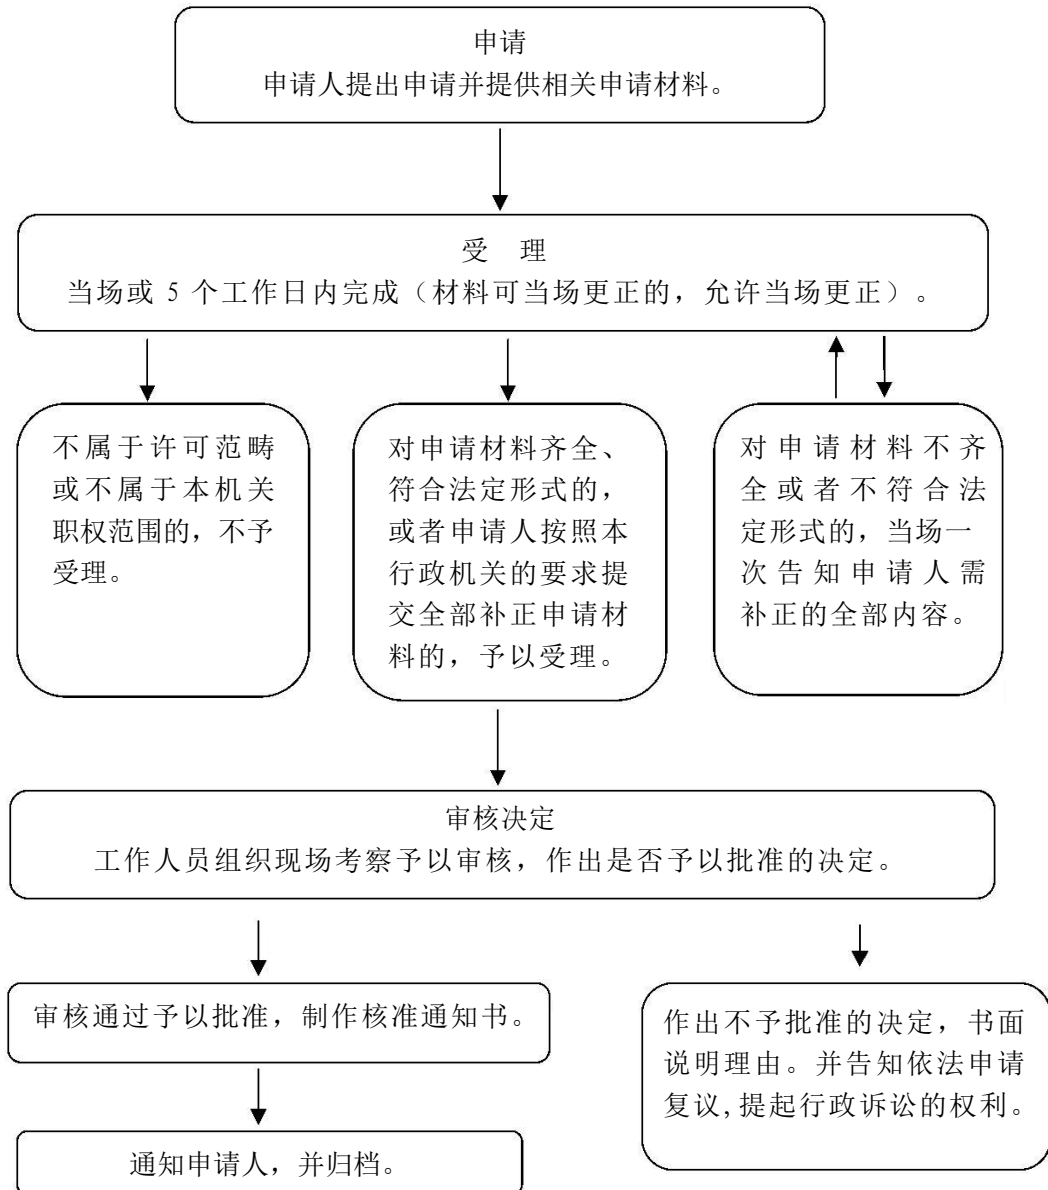 申请
申请人提出申请并提供相关申请材料。
受 理
当场或 5 个工作日内完成（材料可当场更正的，允许当场更正）。
不属于许可范畴
或不属于本机关
职权范围的，不予
受理。
对申请材料齐全、
符合法定形式的，
或者申请人按照本
行政机关的要求提
交全部补正申请材
料的，予以受理。
对申请材料不齐
全或者不符合法
定形式的，当场一
次告知申请人需
补正的全部内容。
审核决定
工作人员组织现场考察予以审核，作出是否予以批准的决定。
审核通过予以批准，制作核准通知书。
通知申请人，并归档。
作出不予批准的决定，书面
说明理由。并告知依法申请
复议,提起行政诉讼的权利。